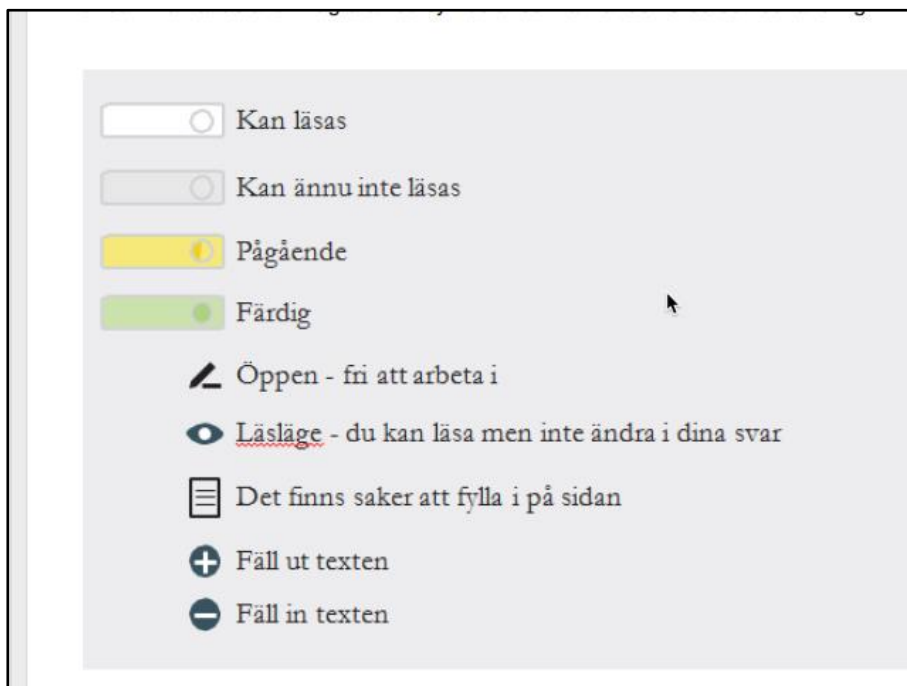 Kan läsas
Kan ännu inte läsas
Pågående
Färdig
Öppen - fri att arbeta i
Läsläge - du kan läsa men inte ändra i dina svar
Det finns saker att fylla i på sidan
Fäll ut texten
Fäll in texten